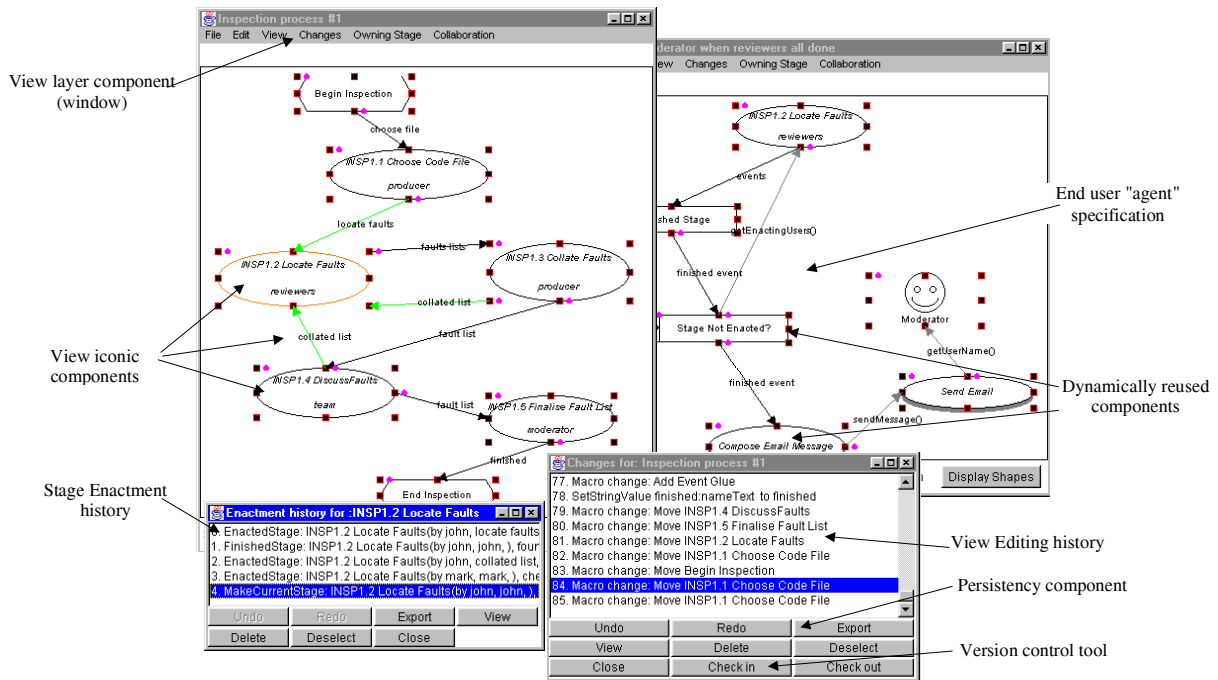 Inspection process #1
File Edit View Changes Owning Stage Collaboration
View layer component
(window)
Begin Inspection
choose file
INSP1.1 Choose Code File
producer
locate faults
INSP1.2 Locate Faults
reviewers
faults lists
INSP1.3 Collate Faults
producer
collated list
collated list
fault list
View iconic
components
INSP1.4 DiscussFaults
team
fault list
INSP1.5 Finalise Fault List
moderator
finished
End Inspection
derator when reviewers all done
ew Changes Owning Stage Collaboration
INSP1.2 Locate Faults
reviewers
events
shed Stage
getEnactingUsers()
End user "agent"
specification
finished event
Stage Not Enacted?
Moderator
getUserName()
finished event
Send Email
sendMessage()
Dynamically reused
components
Compose Email Message
Display Shapes
Stage Enactment
history
Enactment history for :INSP1.2 Locate Faults
EnactedStage: INSP1.2 Locate Faults(by john, locate faults
1. FinishedStage: INSP1.2 Locate Faults(by john, john, ), four
2. EnactedStage: INSP1.2 Locate Faults(by john, collated list,
3. EnactedStage: INSP1.2 Locate Faults(by mark, mark, ), che
4. MakeCurrentStage: INSP1.2 Locate Faults(by john, john, ),
Undo Redo Export View
Delete Deselect Close
Changes for: Inspection process #1
77. Macro change: Add Event Glue
78. SetStringValue finished:nameText to finished
79. Macro change: Move INSP1.4 DiscussFaults
80. Macro change: Move INSP1.5 Finalise Fault List
81. Macro change: Move INSP1.2 Locate Faults
82. Macro change: Move INSP1.1 Choose Code File
83. Macro change: Move Begin Inspection
84. Macro change: Move INSP1.1 Choose Code File
85. Macro change: Move INSP1.1 Choose Code File
Undo Redo Export
View Delete Deselect
Close Check in Check out
View Editing history
Persistency component
Version control tool